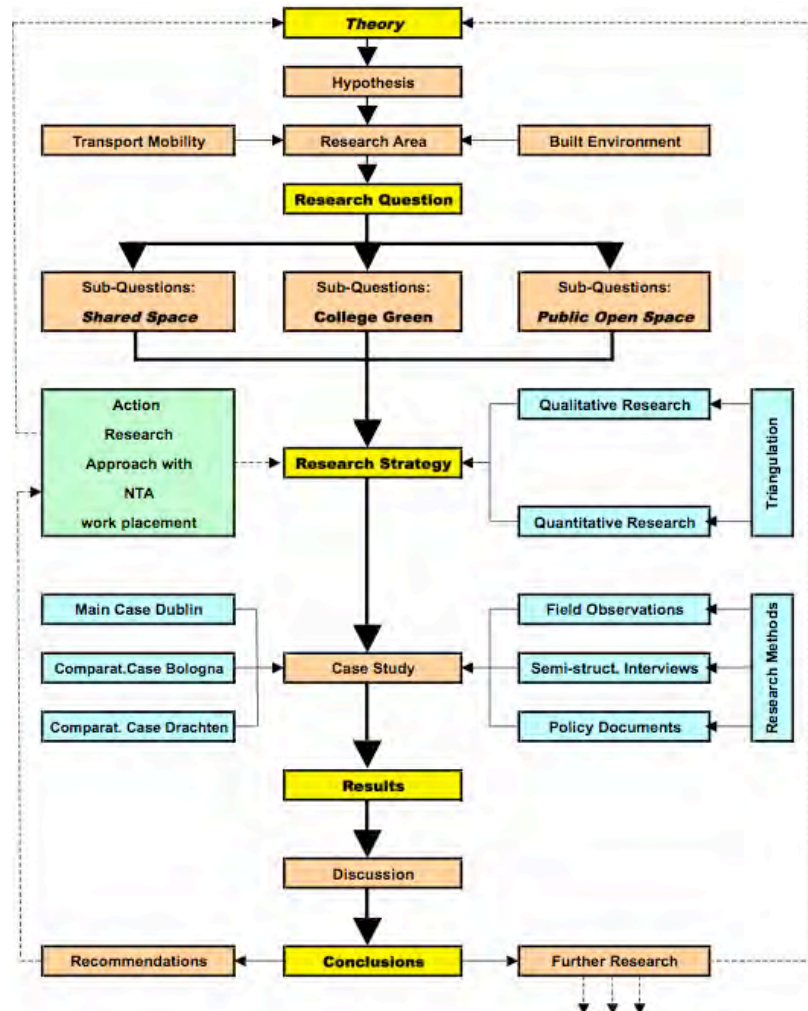 Theory
Hypothesis
Transport Mobility
Research Area
Built Environment
Research Question
Sub-Questions:
Shared Space
Sub-Questions:
College Green
Sub-Questions:
Public Open Space
Action
Research
Approach with
NTA
work placement
Research Strategy
Qualitative Research
Quantitative Research
Triangulation
Main Case Dublin
Comparat.Case Bologna
Comparat. Case Drachten
Case Study
Field Observations
Semi-struct. Interviews
Policy Documents
Research Methods
Results
Discussion
Recommendations
Conclusions
Further Research